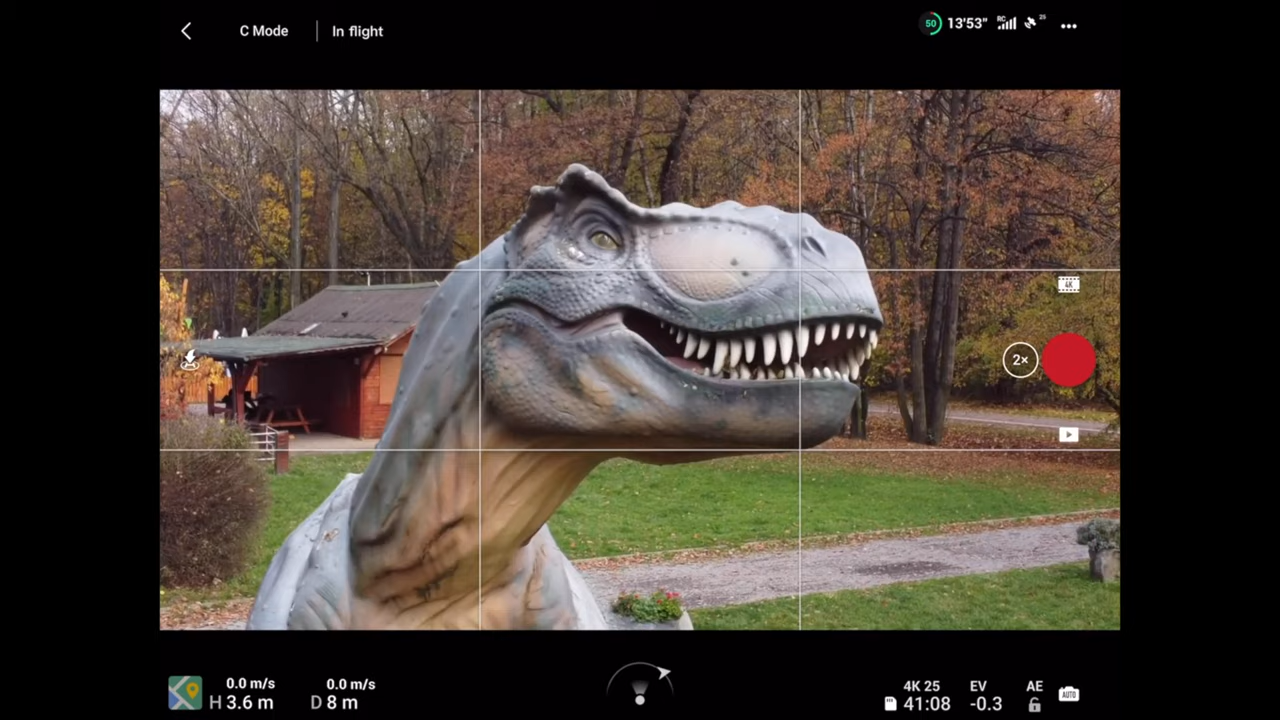 C Mode
In flight
50
13'53"
RC
25
4K
2×
0.0 m/s
H 3.6 m
0.0 m/s
D 8 m
4K 25
41:08
EV
-0.3
AE
AUTO